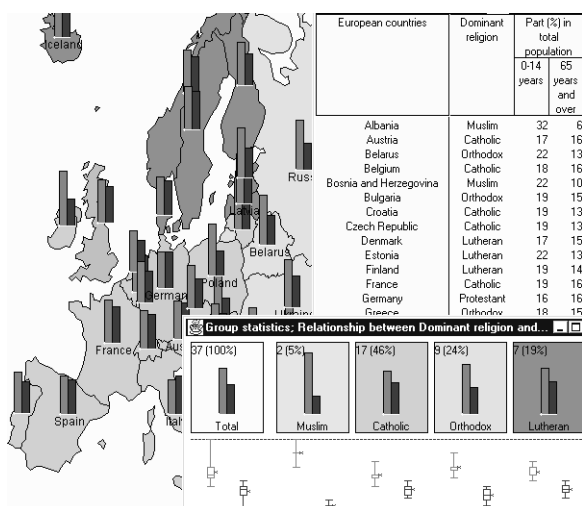 Iceland
Russ
Latvia
Belarus
Poland
German
Ukraine
France
Au
Spain
Ital
European countries Dominant religion Part (%) in total population
0-14 years 65 years and over
Albania Muslim 32 6
Austria Catholic 17 16
Belarus Orthodox 22 13
Belgium Catholic 18 16
Bosnia and Herzegovina Muslim 22 10
Bulgaria Orthodox 19 15
Croatia Catholic 19 13
Czech Republic Catholic 19 13
Denmark Lutheran 17 15
Estonia Lutheran 22 13
Finland Lutheran 19 14
France Catholic 19 16
Germany Protestant 16 16
Greece Orthodox 18 15
Group statistics; Relationship between Dominant religion and...
37 (100%) 2 (5%) 17 (46%) 9 (24%) 7 (19%)
Total Muslim Catholic Orthodox Lutheran